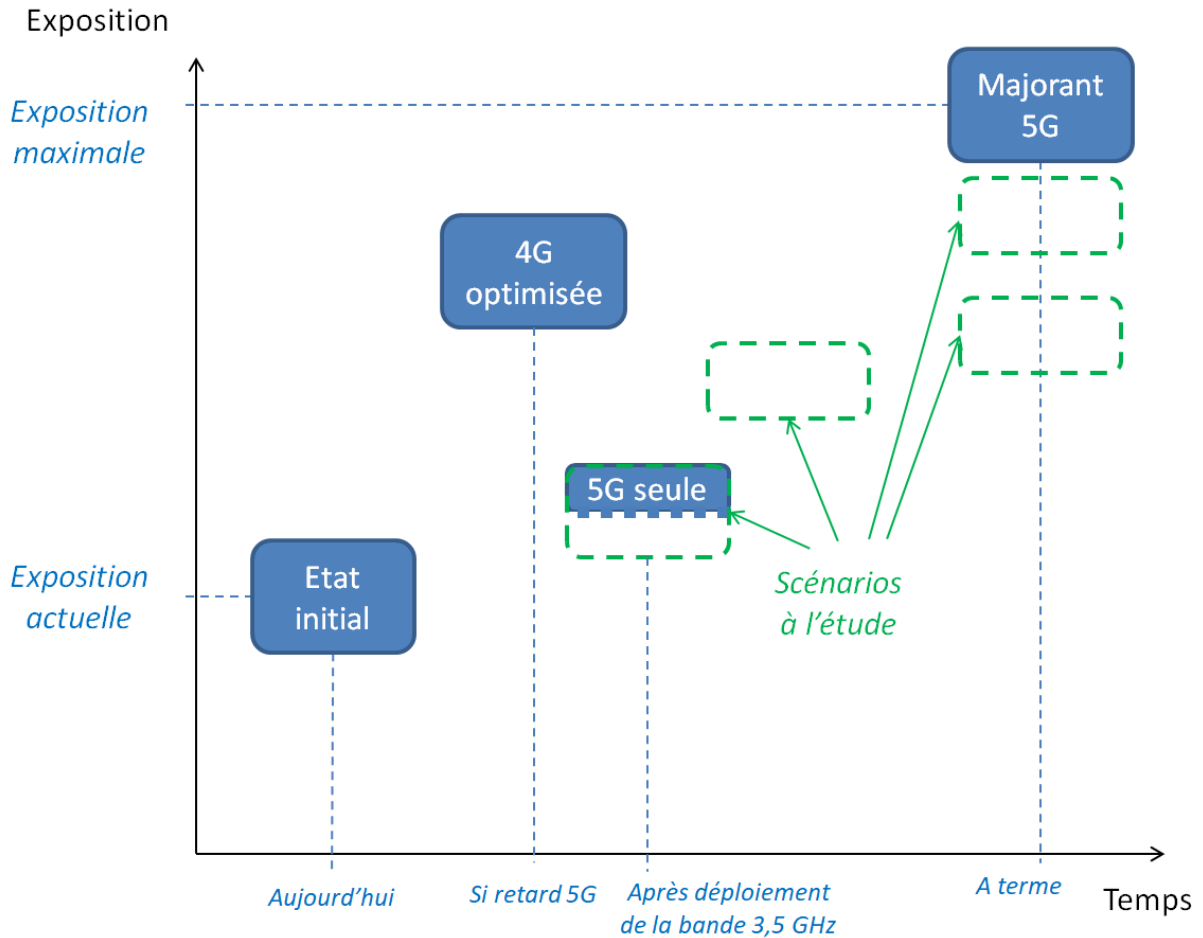 Exposition
Exposition
maximale
Majorant
5G
4G
optimisée
5G seule
Exposition
actuelle
Etat
initial
Scénarios
à l'étude
Aujourd'hui
Si retard 5G
Après déploiement
de la bande 3,5 GHz
A terme
Temps